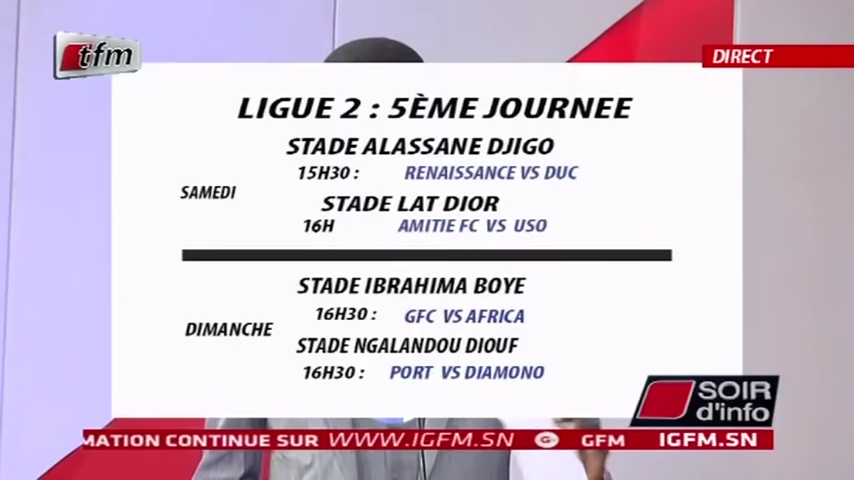 tfm
DIRECT
LIGUE 2 : 5ÈME JOURNEE
STADE ALASSANE DJIGO
15H30 : RENAISSANCE VS DUC
SAMEDI
STADE LAT DIOR
16H AMITIE FC VS USO
STADE IBRAHIMA BOYE
16H30 : GFC VS AFRICA
DIMANCHE
STADE NGALANDOU DIOUF
16H30 : PORT VS DIAMONO
SOIR
d'info
MATION CONTINUE SUR WWW.IGFM.SN G GFM IGFM.SN